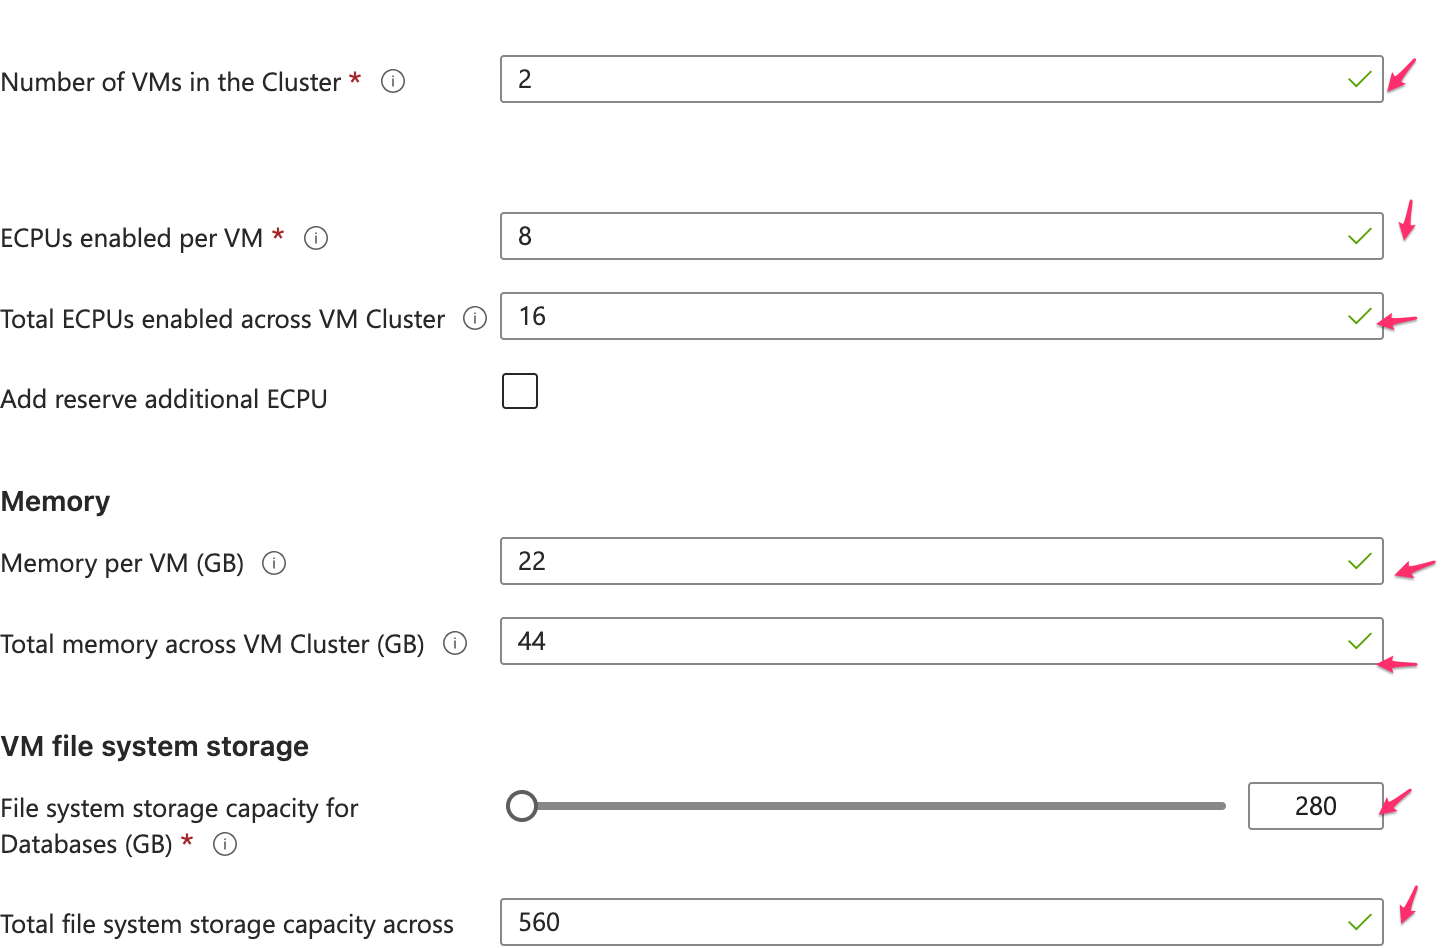 Number of VMs in the Cluster *
2
ECPUs enabled per VM *
8
Total ECPUs enabled across VM Cluster
16
Add reserve additional ECPU
Memory
Memory per VM (GB)
22
Total memory across VM Cluster (GB)
44
VM file system storage
File system storage capacity for
Databases (GB) *
280
Total file system storage capacity across
560